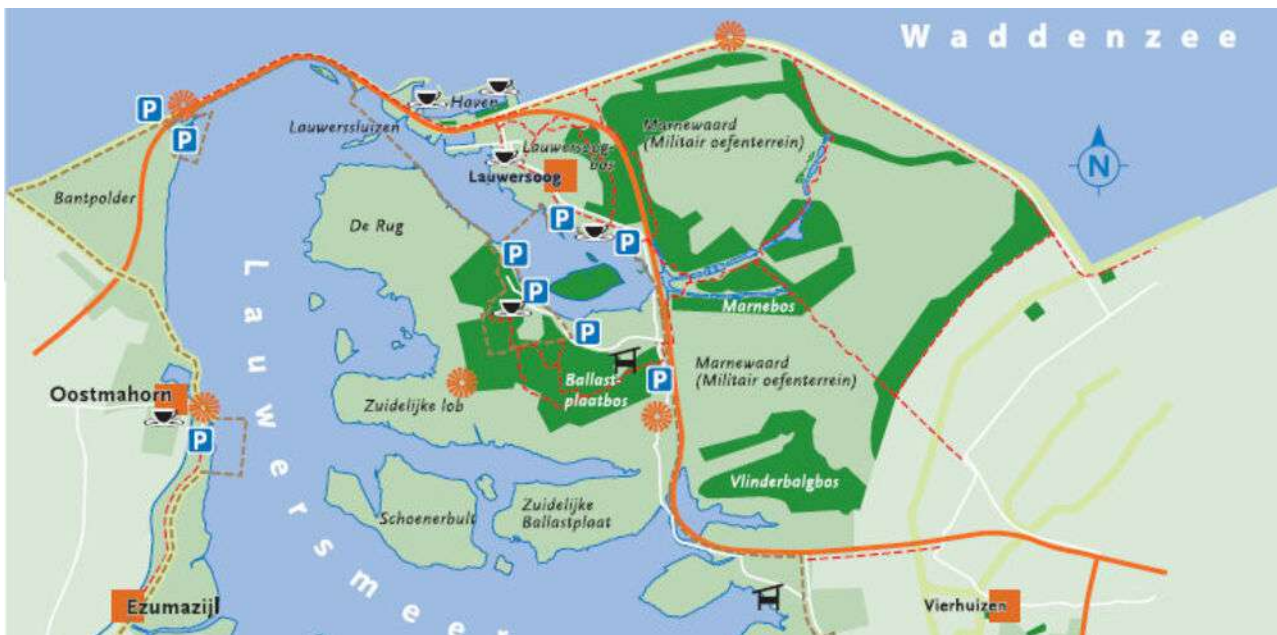 Waddenzee
P
P
Haven
Lauwerssluizen
Lauwersoog-
bos
Marnewaard
(Militair oefenterrein)
N
Lauwersoog
Bantpolder
De Rug
P
P
P
P
P
Marnebos
Marnewaard
(Militair oefenterrein)
Ballast-
plaatbos
P
Oostmahorn
Zuidelijke lob
P
Lauwersmeer
Vlinderbalgbos
Schoenerbult
Zuidelijke
Ballastplaat
Ezumazijl
Vierhuizen